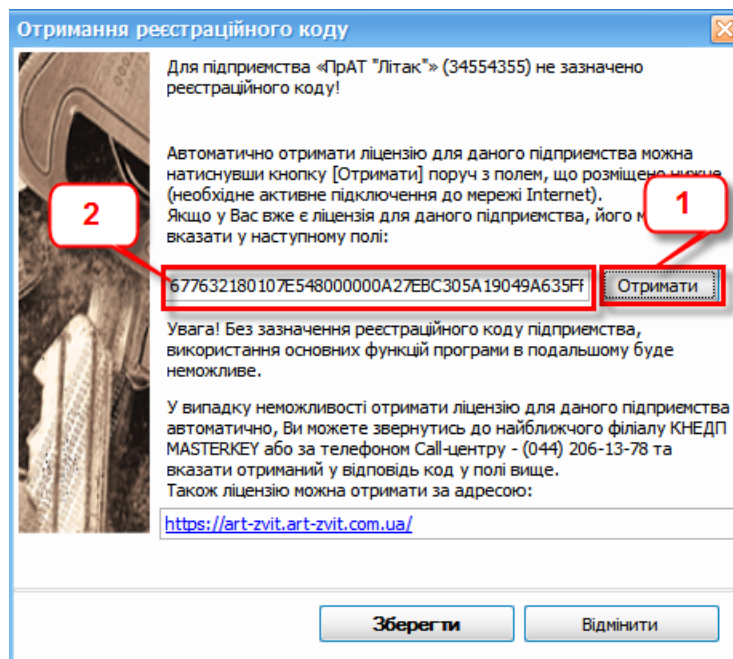 Отримання реєстраційного коду
Для підприємства «ПрАТ "Літак"» (34554355) не зазначено
реєстраційного коду!
Автоматично отримати ліцензію для даного підприємства можна
натиснувши кнопку [Отримати] поруч з полем, що розміщено нижче
(необхідне активне підключення до мережі Internet).
Якщо у Вас вже є ліцензія для даного підприємства, його
вказати у наступному полі:
2
1
677632180107E548000000A27EBC305A19049A635F
Отримати
Увага! Без зазначення реєстраційного коду підприємства,
використання основних функцій програми в подальшому буде
неможливе.
У випадку неможливості отримати ліцензію для даного підприємства
автоматично, Ви можете звернутись до найближчого філіалу КНЕДП
MASTERKEY або за телефоном Call-центру - (044) 206-13-78 та
вказати отриманий у відповідь код у полі вище.
Також ліцензію можна отримати за адресою:
https://art-zvit.art-zvit.com.ua/
Зберегти
Відмінити